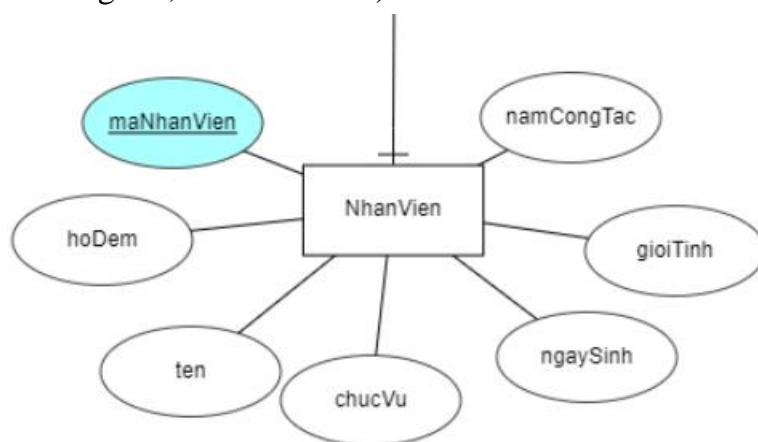 maNhanVien
namCongTac
NhanVien
hoDem
gioiTinh
ten
ngaySinh
chucVu